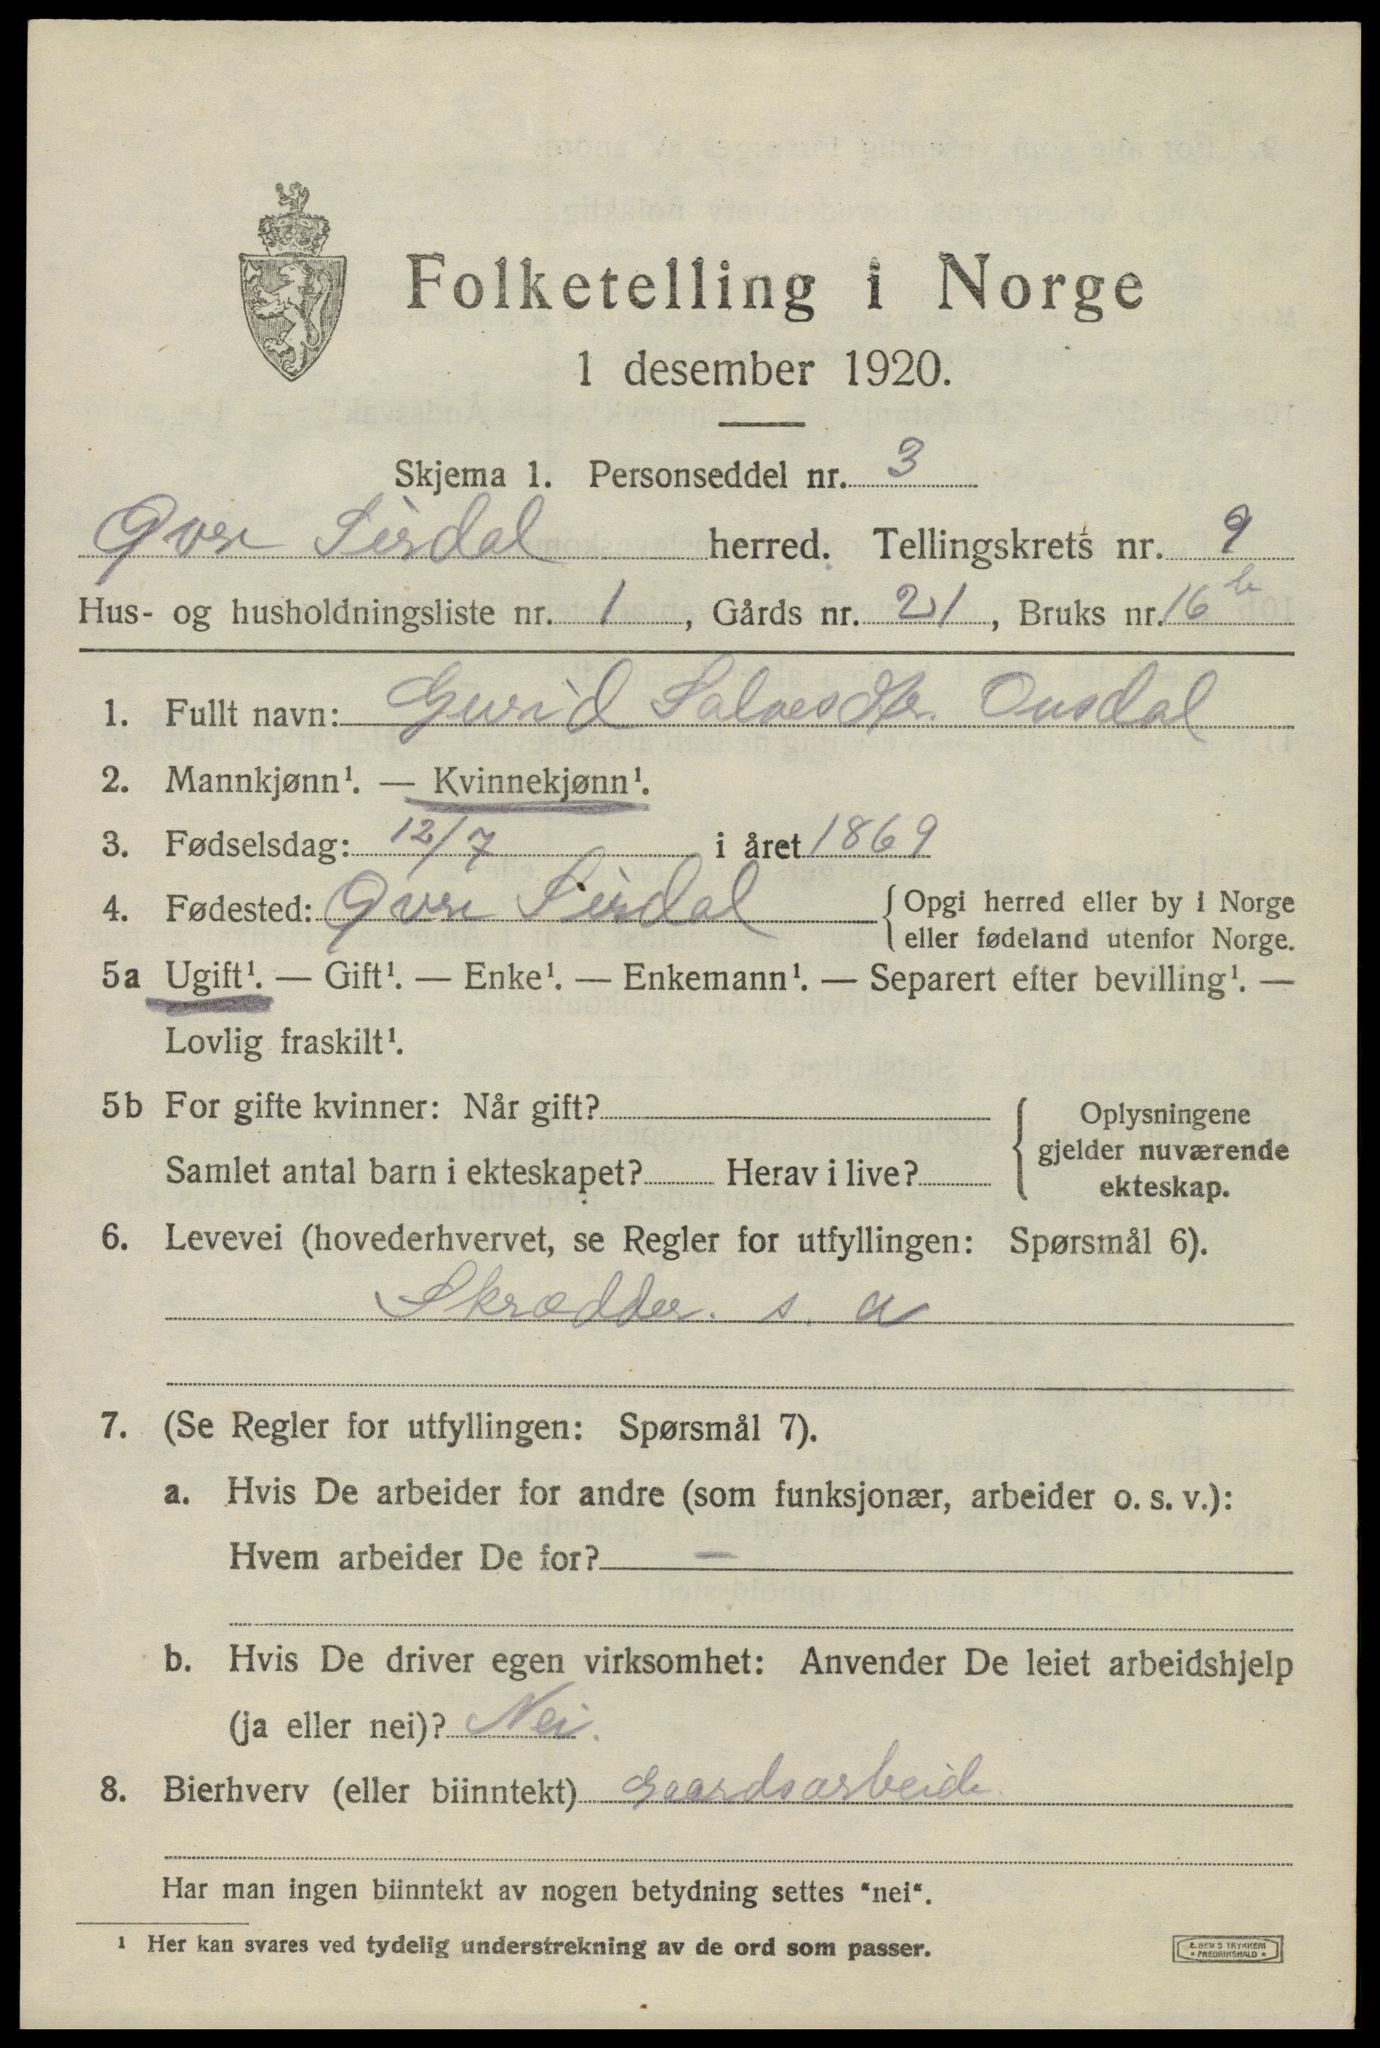 Folketelling i Norge
1 desember 1920.
Skjema 1. Personseddel nr. 3
Øvre Sirdal herred. Tellingskrets nr. 9
Hus- og husholdningsliste nr. 1, Gårds nr. 21, Bruks nr. 16 b
1. Fullt navn: Gurid Salvesdtr. Ousdal
2. Mannkjønn¹. — Kvinnekjønn¹.
3. Fødselsdag: 12/7 i året 1869
4. Fødested: Øvre Sirdal { Opgi herred eller by i Norge
eller fødeland utenfor Norge.
5a Ugift¹. — Gift¹. — Enke¹. — Enkemann¹. — Separert efter bevilling¹. —
Lovlig fraskilt¹.
5b For gifte kvinner: Når gift?
Samlet antal barn i ekteskapet? Herav i live?
{ Oplysningene
gjelder nuværende
ekteskap.
6. Levevei (hovederhvervet, se Regler for utfyllingen: Spørsmål 6).
Skrædder. s. a
7. (Se Regler for utfyllingen: Spørsmål 7).
a. Hvis De arbeider for andre (som funksjonær, arbeider o. s. v.):
Hvem arbeider De for? —
b. Hvis De driver egen virksomhet: Anvender De leiet arbeidshjelp
(ja eller nei)? Nei.
8. Bierhverv (eller biinntekt) Gaardsarbeide.
Har man ingen biinntekt av nogen betydning settes "nei".
¹ Her kan svares ved tydelig understrekning av de ord som passer.
E. SEM'S TRYKKERI
• FREDRIKSHALD •